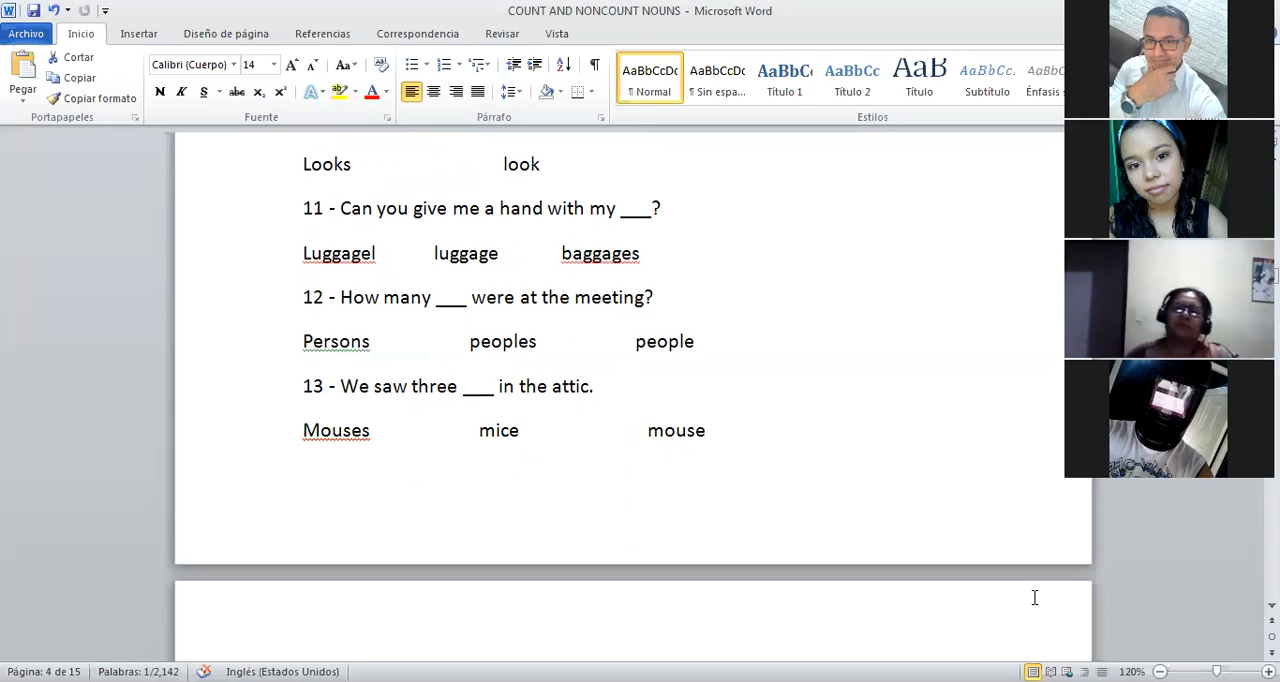 COUNT AND NONCOUNT NOUNS - Microsoft Word
Archivo Inicio Insertar Diseño de página Referencias Correspondencia Revisar Vista
Pegar
Cortar
Copiar
Copiar formato
Calibri (Cuerpo) 14
AaBbCcDc AaBbCcDc AaBbC AaBbCc AaB AaBbCc. AaBbCc
¶ Normal ¶ Sin espa... Título 1 Título 2 Título Subtítulo Énfasis
Portapapeles Fuente Párrafo Estilos
Looks look
11 - Can you give me a hand with my ___?
Luggagel luggage baggages
12 - How many ___ were at the meeting?
Persons peoples people
13 - We saw three ___ in the attic.
Mouses mice mouse
Página: 4 de 15 Palabras: 1/2,142 Inglés (Estados Unidos) 120%